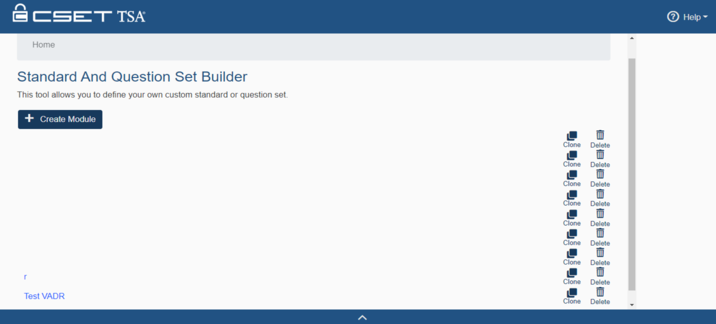 CSET TSA
Help
Home
Standard And Question Set Builder
This tool allows you to define your own custom standard or question set.
+ Create Module
Clone Delete
Clone Delete
Clone Delete
Clone Delete
Clone Delete
Clone Delete
Clone Delete
r Clone Delete
Test VADR Clone Delete